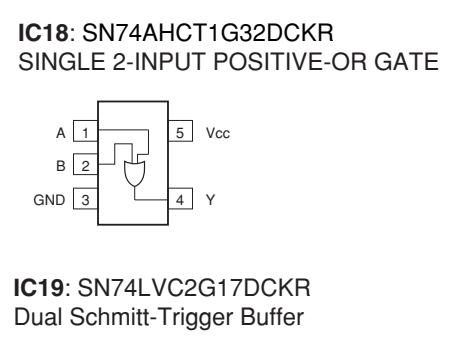 IC18: SN74AHCT1G32DCKR
SINGLE 2-INPUT POSITIVE-OR GATE
A 1 5 Vcc
B 2
GND 3 4 Y
IC19: SN74LVC2G17DCKR
Dual Schmitt-Trigger Buffer